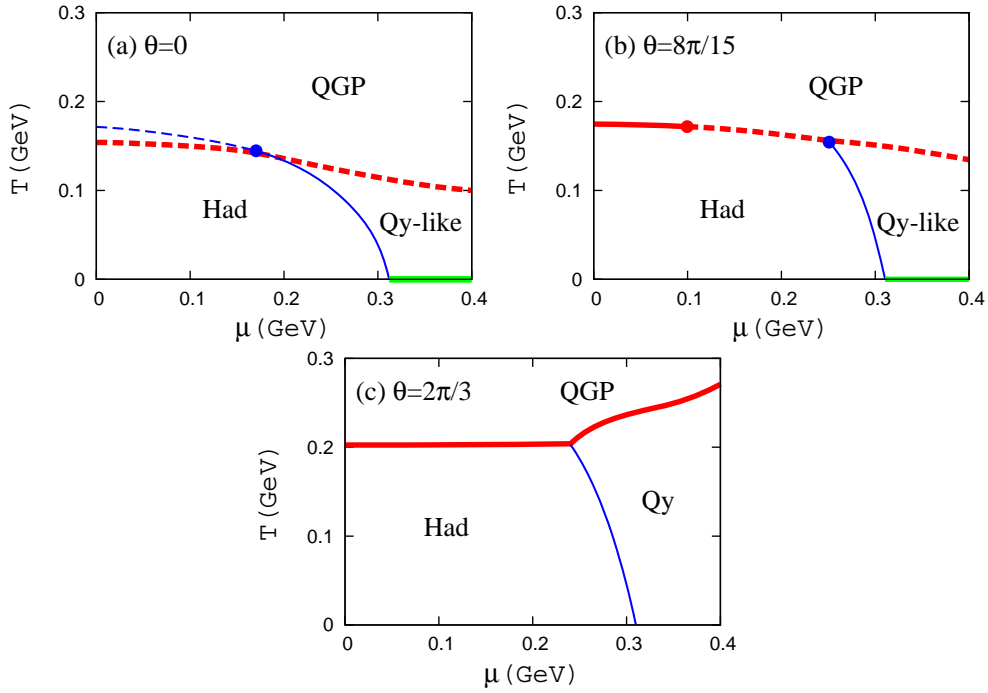 (a) θ=0
QGP
Had
Qy-like
T (GeV)
0.3
0.2
0.1
0
0 0.1 0.2 0.3 0.4
μ (GeV)
(b) θ=8π/15
QGP
Had
Qy-like
T (GeV)
0.3
0.2
0.1
0
0 0.1 0.2 0.3 0.4
μ (GeV)
(c) θ=2π/3
QGP
Had
Qy
T (GeV)
0.3
0.2
0.1
0
0 0.1 0.2 0.3 0.4
μ (GeV)